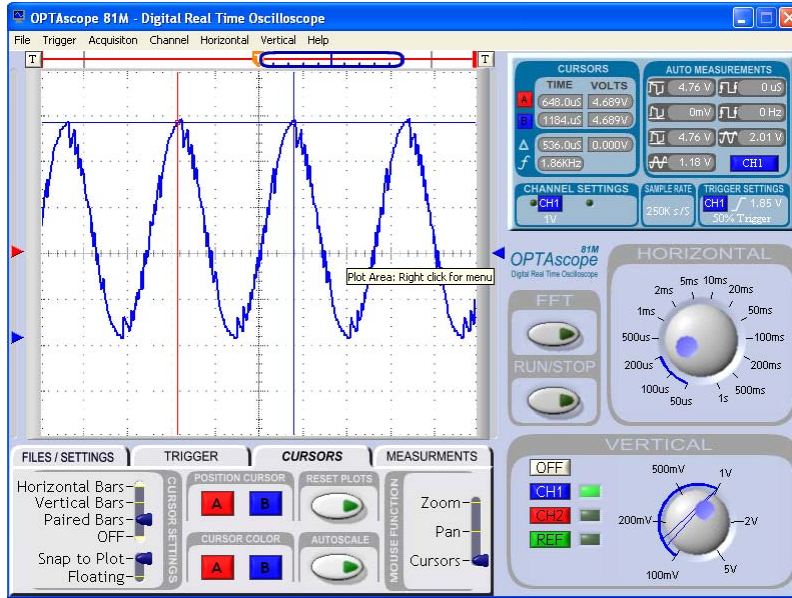 OPTAscope 81M - Digital Real Time Oscilloscope
File Trigger Acquisiton Channel Horizontal Vertical Help
T T T
Plot Area: Right click for menu
CURSORS
TIME VOLTS
A 648.0uS 4.689V
B 1184.uS 4.689V
Δ 536.0uS 0.000V
f 1.86KHz
AUTO MEASUREMENTS
4.76 V 0 uS
0mV 0 Hz
4.76 V 2.01 V
1.18 V CH1
CHANNEL SETTINGS
CH1
1V
SAMPLE RATE
250K s/S
TRIGGER SETTINGS
CH1 1.85 V
50% Trigger
81M
OPTAscope
Digital Real Time Oscilloscope
FFT
RUN/STOP
HORIZONTAL
50us
100us
200us
500us
1ms
2ms
5ms
10ms
20ms
50ms
100ms
200ms
500ms
1s
VERTICAL
OFF
CH1
CH2
REF
100mV
200mV
500mV
1V
2V
5V
FILES / SETTINGS TRIGGER CURSORS MEASURMENTS
Horizontal Bars
Vertical Bars
Paired Bars
OFF
Snap to Plot
Floating
CURSOR SETTINGS
POSITION CURSOR
A B
CURSOR COLOR
A B
RESET PLOTS
AUTOSCALE
MOUSE FUNCTION
Zoom
Pan
Cursors